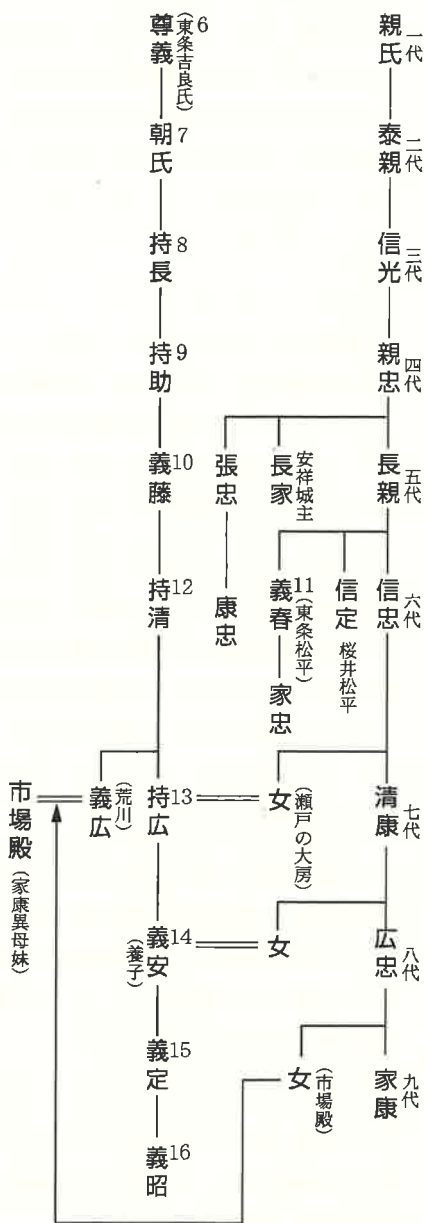 一代
親氏
二代
泰親
三代
信光
四代
親忠
五代
長親
安祥城主
長家
張忠
康忠
六代
信忠
信定
桜井松平
11
義春
(東条松平)
家忠
七代
清康
女
(瀬戸の大房)
八代
広忠
女
九代
家康
女
(市場殿)
6
尊義
(東条吉良氏)
7
朝氏
8
持長
9
持助
10
義藤
12
持清
13
持広
義広
(荒川)
市場殿
(家康異母妹)
14
義安
(養子)
15
義定
16
義昭